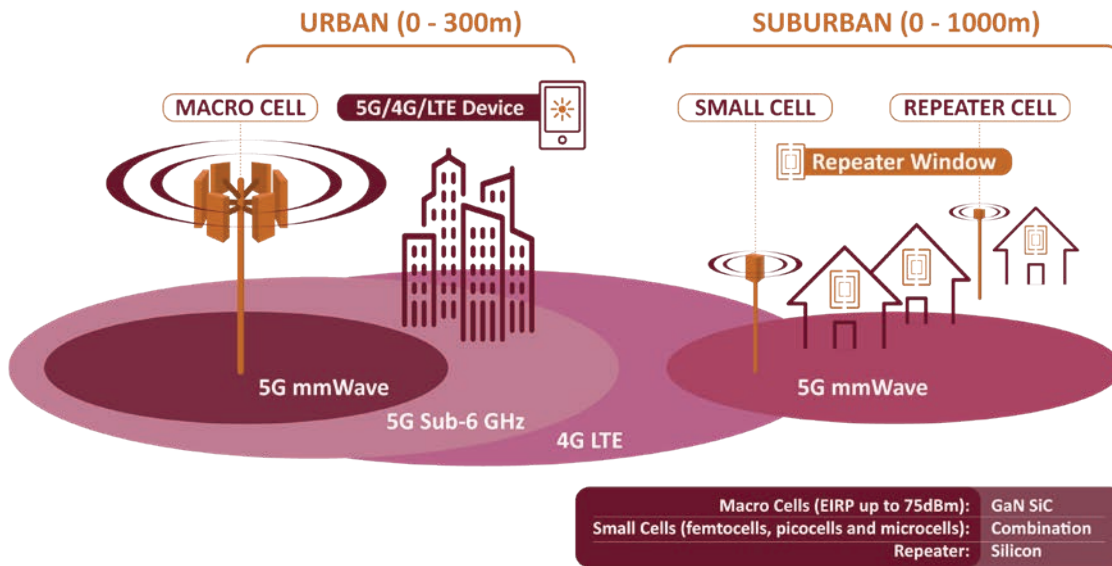 URBAN (0 - 300m)
SUBURBAN (0 - 1000m)
MACRO CELL
5G/4G/LTE Device
SMALL CELL
REPEATER CELL
Repeater Window
5G mmWave
5G Sub-6 GHz
4G LTE
5G mmWave
Macro Cells (EIRP up to 75dBm): GaN SiC
Small Cells (femtocells, picocells and microcells): Combination
Repeater: Silicon